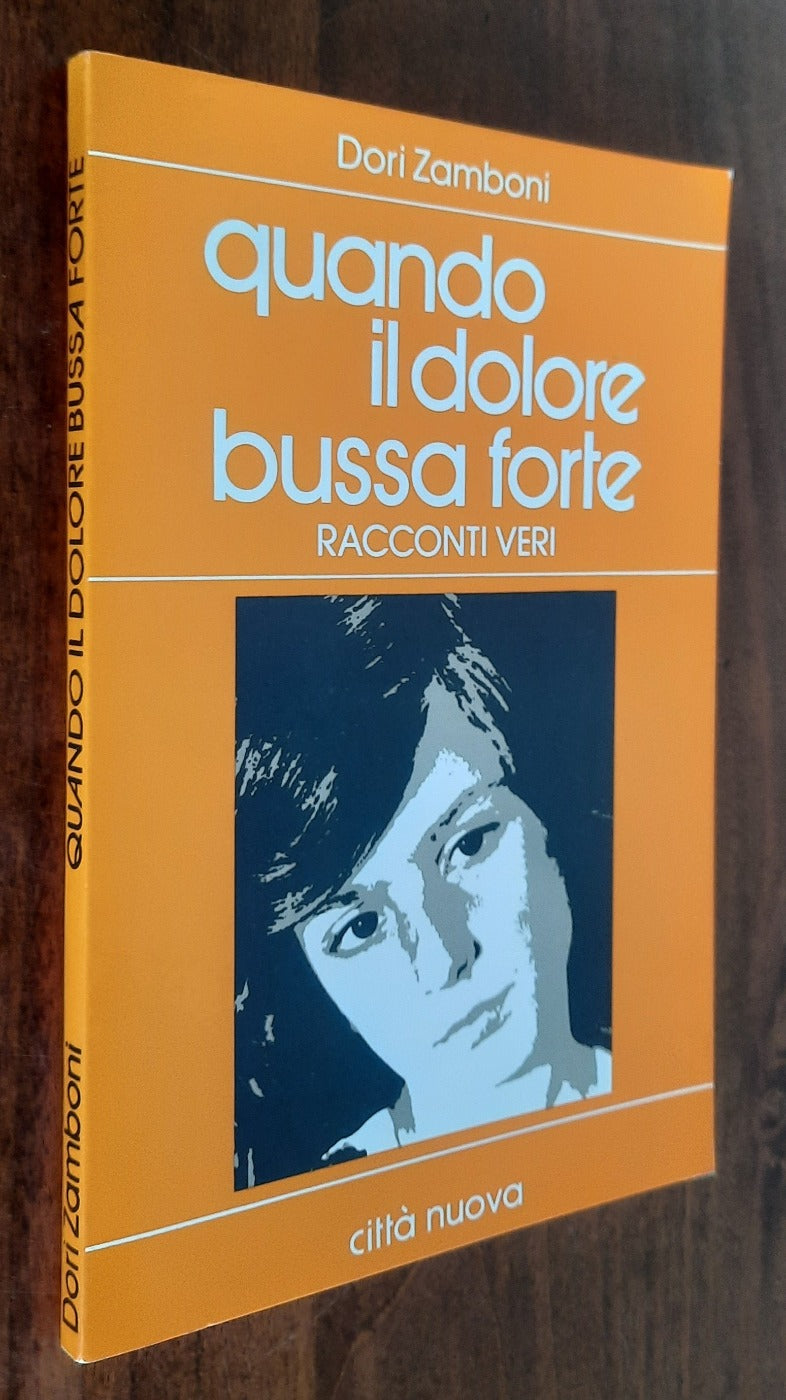 Dori Zamboni
quando
il dolore
bussa forte
RACCONTI VERI
città nuova
Dori Zamboni QUANDO IL DOLORE BUSSA FORTE